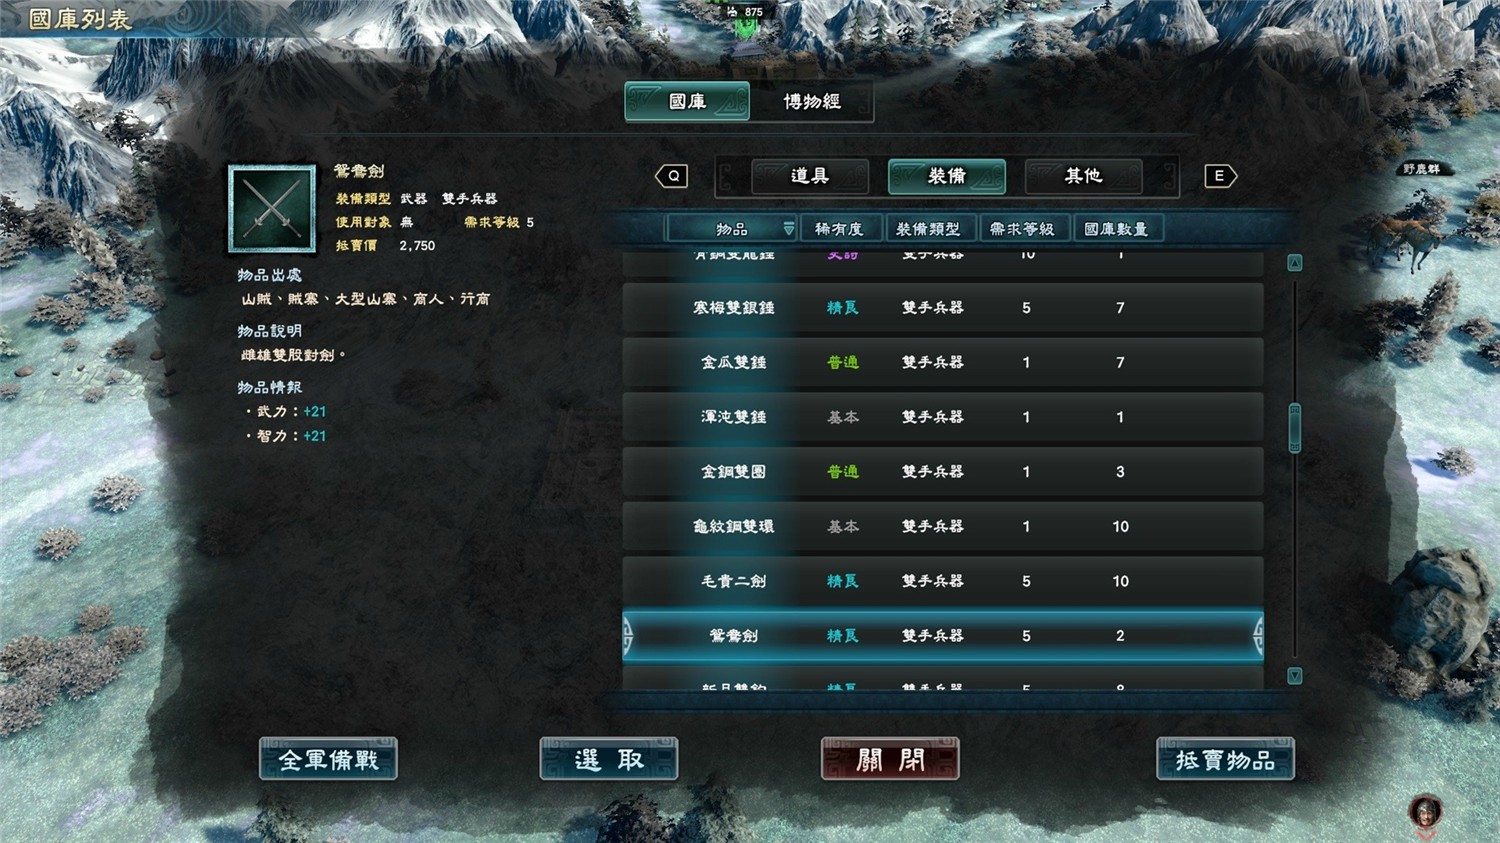 國庫列表
875
國庫
博物經
野鹿群
Q
道具
裝備
其他
E
鴛鴦劍
裝備類型 武器 雙手兵器
使用對象 無 需求等級 5
抵賣價 2,750
物品出處
山賊、賊寨、大型山寨、商人、行商
物品說明
雌雄雙股對劍。
物品情報
・武力：+21
・智力：+21
物品 稀有度 裝備類型 需求等級 國庫數量
史詩 雙手兵器 10 1
寒梅雙銀錘 精良 雙手兵器 5 7
金瓜雙錘 普通 雙手兵器 1 7
渾沌雙錘 基本 雙手兵器 1 1
金鋼雙圈 普通 雙手兵器 1 3
龜紋鋼雙環 基本 雙手兵器 1 10
毛貴二劍 精良 雙手兵器 5 10
鴛鴦劍 精良 雙手兵器 5 2
新月雙鉤 精良 雙手兵器 5 8
全軍備戰
選取
關閉
抵賣物品